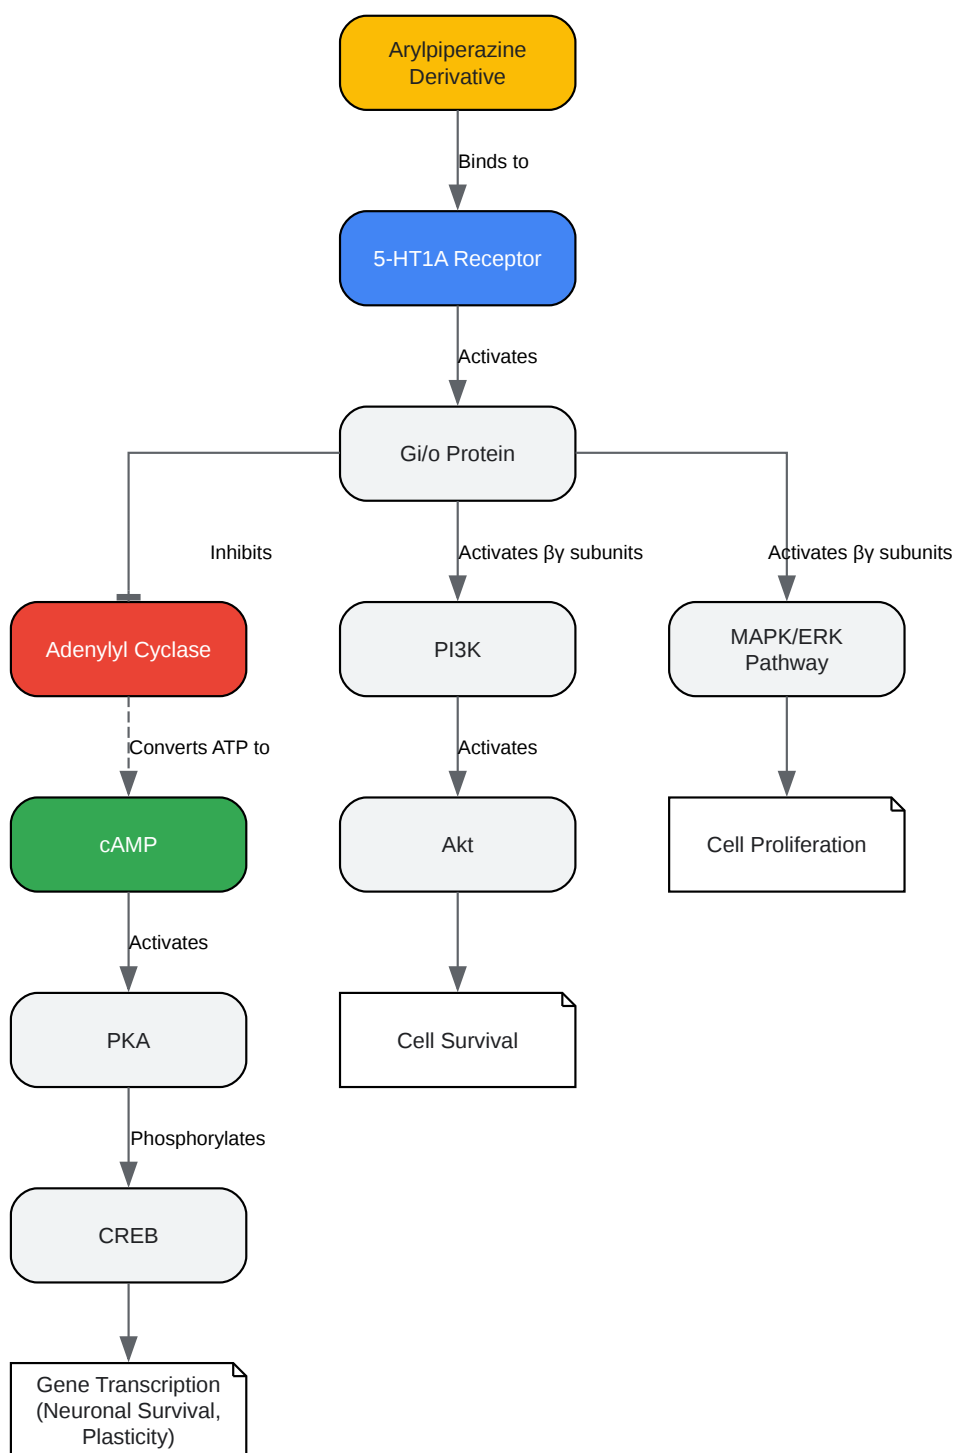 Arylpiperazine
Derivative
Binds to
5-HT1A Receptor
Activates
Gi/o Protein
Inhibits
Activates βγ subunits
Activates βγ subunits
Adenylyl Cyclase
PI3K
MAPK/ERK
Pathway
Converts ATP to
Activates
cAMP
Akt
Cell Proliferation
Activates
PKA
Cell Survival
Phosphorylates
CREB
Gene Transcription
(Neuronal Survival,
Plasticity)